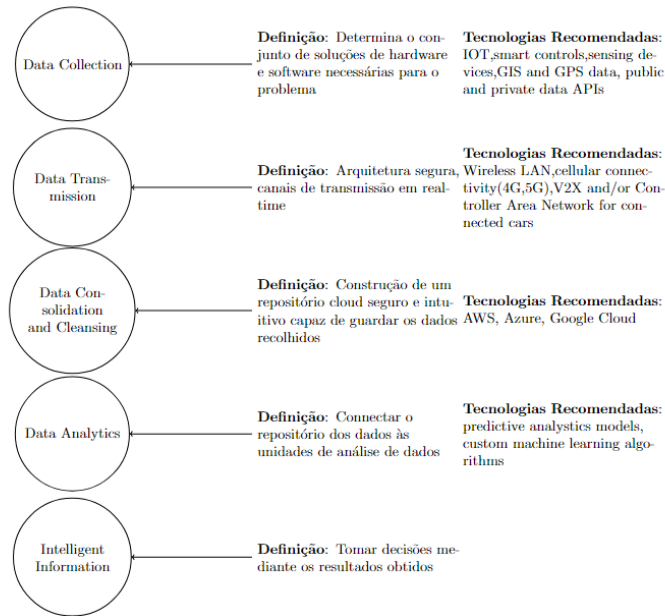 Data Collection
Definição: Determina o con-
junto de soluções de hardware
e software necessárias para o
problema
Tecnologias Recomendadas:
IOT,smart controls,sensing de-
vices,GIS and GPS data, public
and private data APIs
Data Trans-
mission
Definição: Arquitetura segura,
canais de transmissão em real-
time
Tecnologias Recomendadas:
Wireless LAN,cellular connec-
tivity(4G,5G),V2X and/or Con-
troller Area Network for con-
nected cars
Data Con-
solidation
and Cleansing
Definição: Construção de um
repositório cloud seguro e intu-
itivo capaz de guardar os dados
recolhidos
Tecnologias Recomendadas:
AWS, Azure, Google Cloud
Data Analytics
Definição: Connectar o
repositório dos dados às
unidades de análise de dados
Tecnologias Recomendadas:
predictive analystics models,
custom machine learning algo-
rithms
Intelligent
Information
Definição: Tomar decisões me-
diante os resultados obtidos